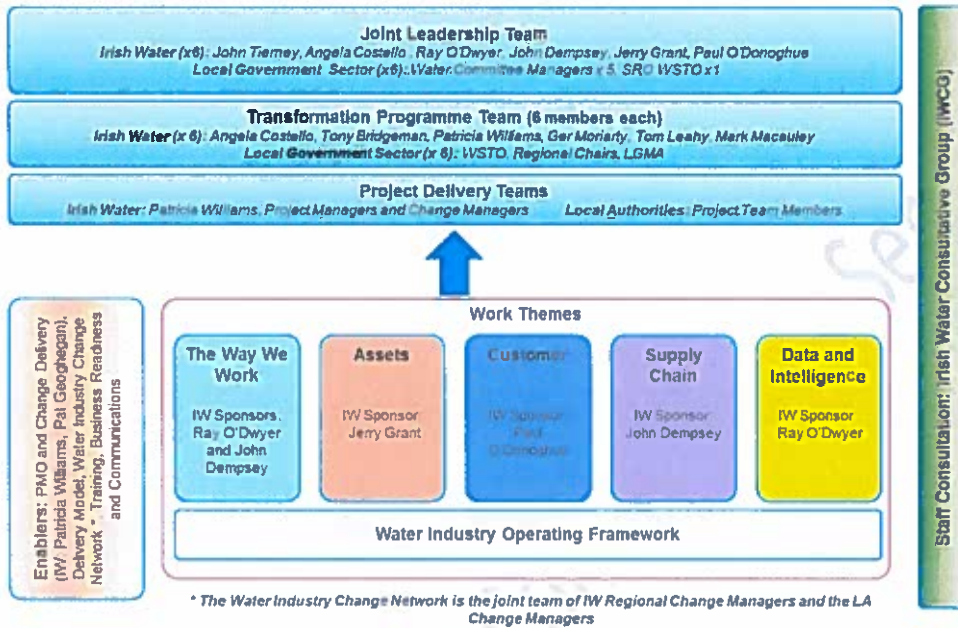 Joint Leadership Team
Irish Water (x6): John Tierney, Angela Costello, Ray O'Dwyer, John Dempsey, Jerry Grant, Paul O'Donoghue
Local Government Sector (x6): Water Committee Managers x 5, SRO WSTO x1
Transformation Programme Team (6 members each)
Irish Water (x 6): Angela Costello, Tony Bridgeman, Patricia Williams, Ger Moriarty, Tom Leahy, Mark Macauley
Local Government Sector (x 6): WSTO, Regional Chairs, LGMA
Project Delivery Teams
Irish Water: Patricia Williams, Project Managers and Change Managers Local Authorities: Project Team Members
Enablers: PMO and Change Delivery
(IW: Patricia Williams, Pat Geoghegan),
Delivery Model, Water Industry Change
Network *, Training, Business Readiness
and Communications
Work Themes
The Way We
Work
IW Sponsors,
Ray O'Dwyer
and John
Dempsey
Assets
IW Sponsor
Jerry Grant
Customer
IW Sponsor
Paul
O'Donoghue
Supply
Chain
IW Sponsor
John Dempsey
Data and
Intelligence
IW Sponsor
Ray O'Dwyer
Water Industry Operating Framework
* The Water Industry Change Network is the joint team of IW Regional Change Managers and the LA
Change Managers
Staff Consultation: Irish Water Consultative Group (IWCG)